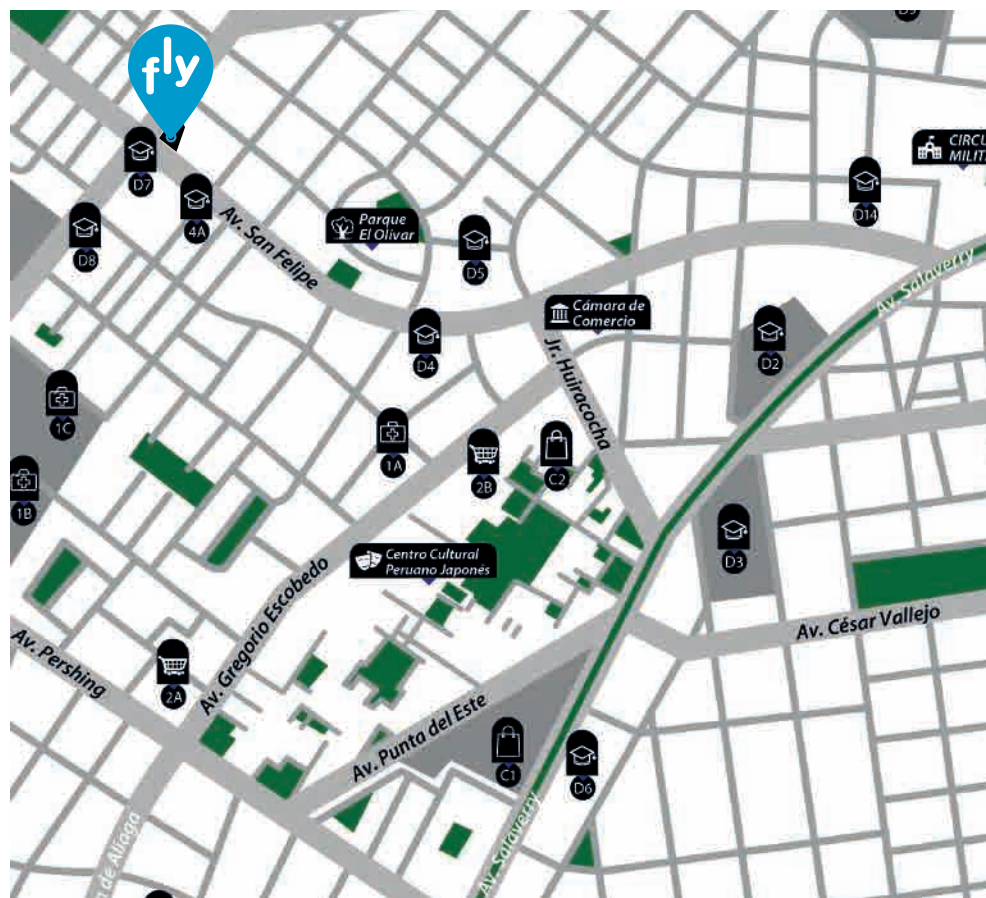 fly
D7
4A
D8
Av. San Felipe
Parque
El Olivar
D5
CIRCU
MILIT
D14
D4
Cámara de
Comercio
Jr. Huiracocha
D2
Av. Salaverry
1C
1B
1A
2B
C2
Centro Cultural
Peruano Japonés
D3
Av. César Vallejo
Av. Pershing
2A
Av. Gregorio Escobedo
Av. Punta del Este
C1
D6
Av. Salaverry
n de Aliaga